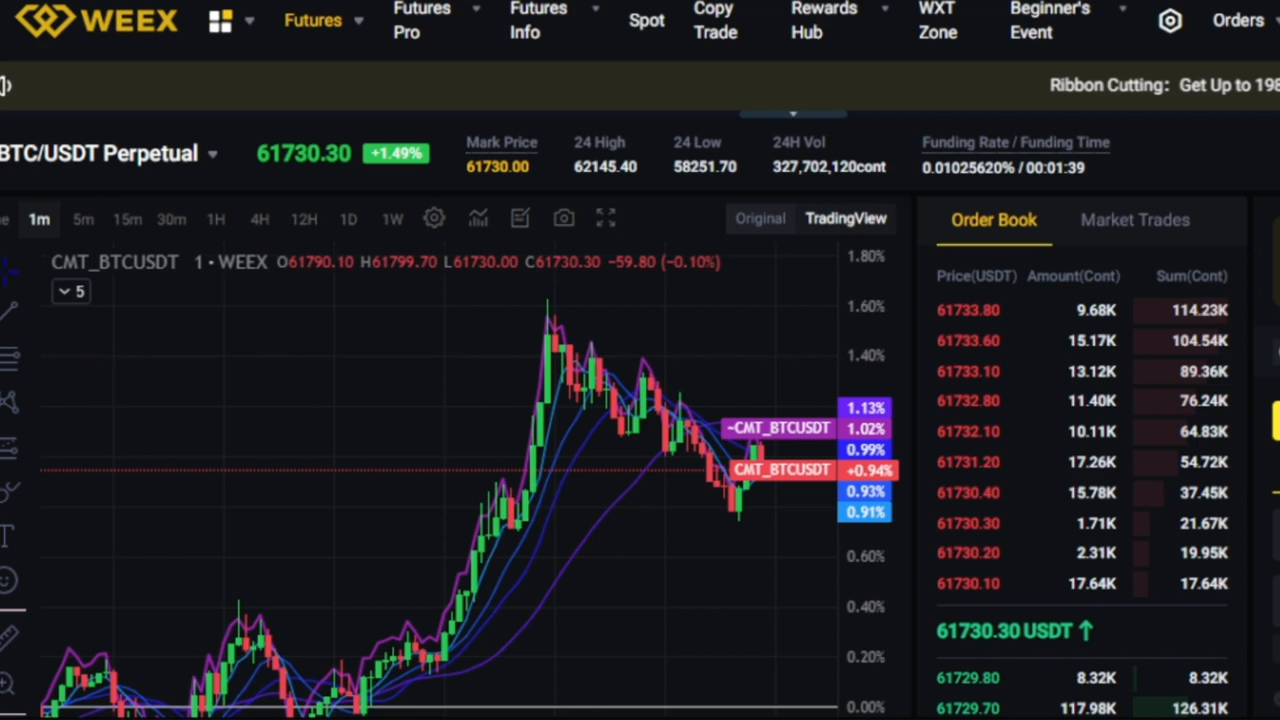 WEEX
Futures
Futures Pro
Futures Info
Spot
Copy Trade
Rewards Hub
WXT Zone
Beginner's Event
Orders
Ribbon Cutting: Get Up to 198
BTC/USDT Perpetual
61730.30 +1.49%
Mark Price
61730.00
24 High
62145.40
24 Low
58251.70
24H Vol
327,702,120cont
Funding Rate / Funding Time
0.01025620% / 00:01:39
1m 5m 15m 30m 1H 4H 12H 1D 1W
Original TradingView
CMT_BTCUSDT 1 • WEEX O61790.10 H61799.70 L61730.00 C61730.30 −59.80 (−0.10%)
5
1.80%
1.60%
1.40%
1.13%
~CMT_BTCUSDT 1.02%
0.99%
CMT_BTCUSDT +0.94%
0.93%
0.91%
0.60%
0.40%
0.20%
0.00%
Order Book Market Trades
Price(USDT) Amount(Cont) Sum(Cont)
61733.80 9.68K 114.23K
61733.60 15.17K 104.54K
61733.10 13.12K 89.36K
61732.80 11.40K 76.24K
61732.10 10.11K 64.83K
61731.20 17.26K 54.72K
61730.40 15.78K 37.45K
61730.30 1.71K 21.67K
61730.20 2.31K 19.95K
61730.10 17.64K 17.64K
61730.30 USDT ↑
61729.80 8.32K 8.32K
61729.70 117.98K 126.31K